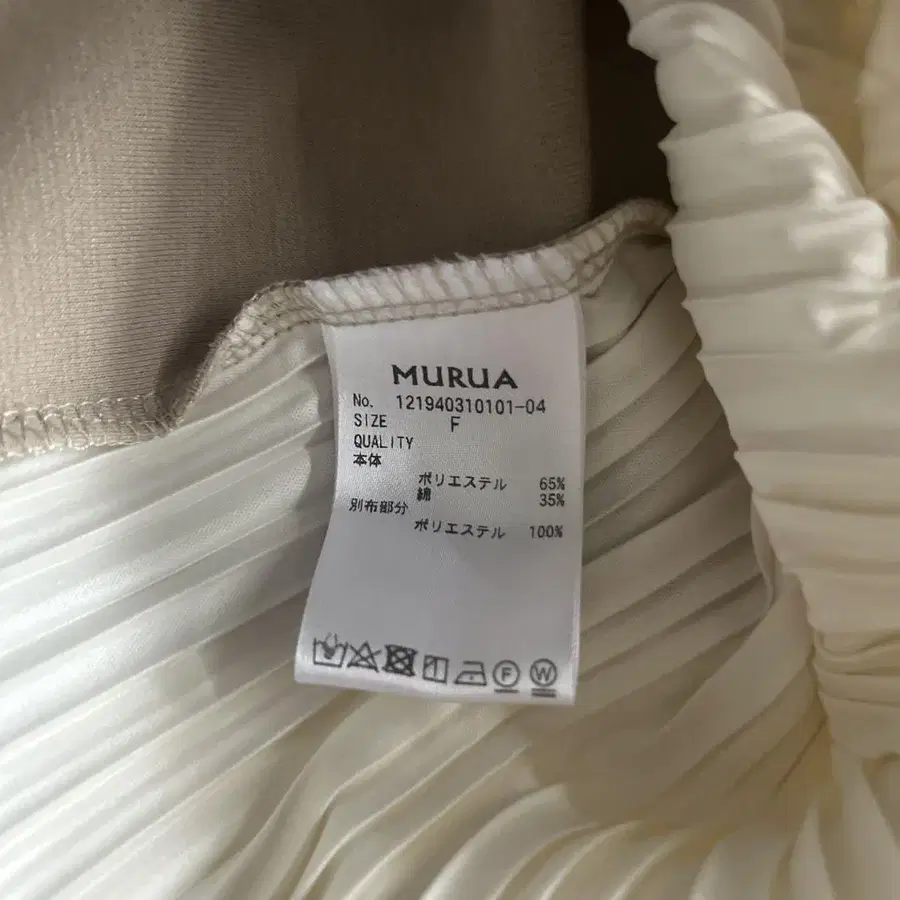 MURUA
No. 121940310101-04
SIZE F
QUALITY
本体
ポリエステル 65%
綿 35%
別布部分
ポリエステル 100%
F W